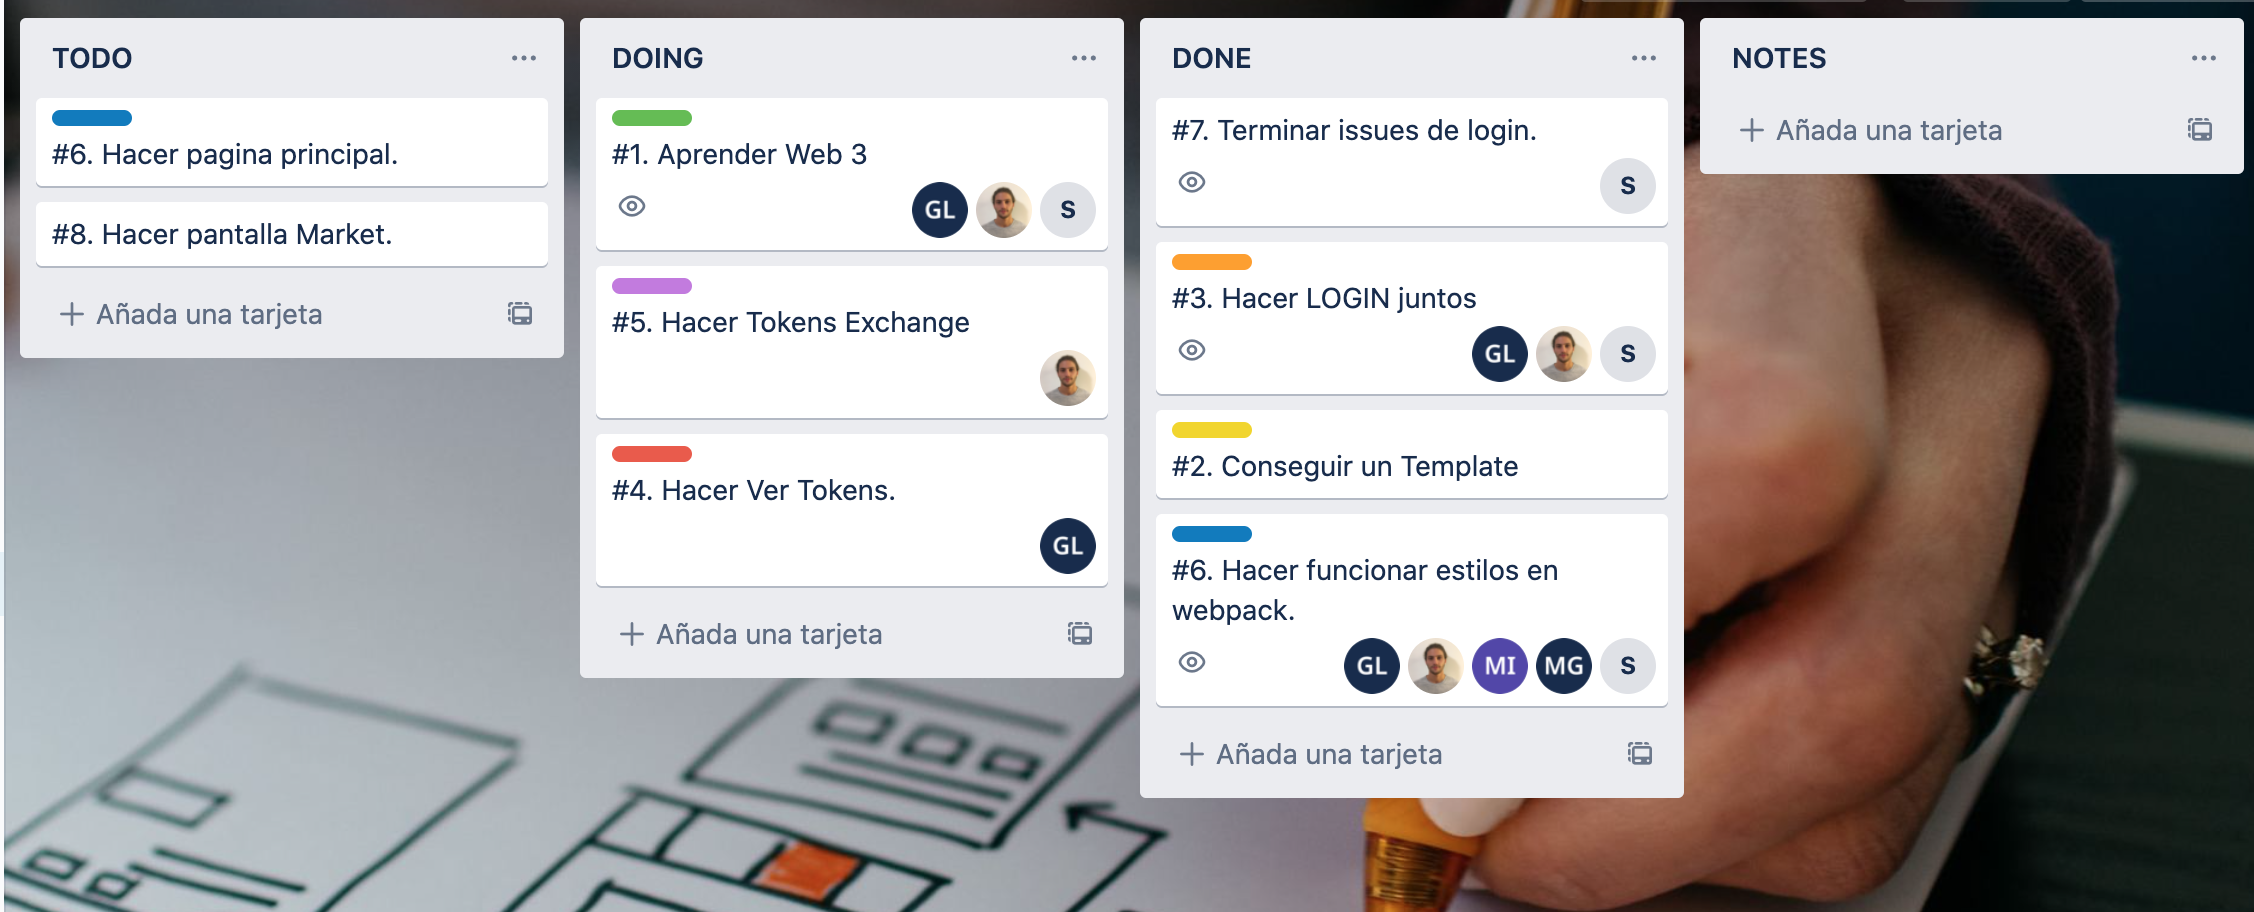 TODO
#6. Hacer pagina principal.
#8. Hacer pantalla Market.
Añada una tarjeta
DOING
#1. Aprender Web 3
GL
S
#5. Hacer Tokens Exchange
#4. Hacer Ver Tokens.
GL
Añada una tarjeta
DONE
#7. Terminar issues de login.
S
#3. Hacer LOGIN juntos
GL
S
#2. Conseguir un Template
#6. Hacer funcionar estilos en
webpack.
GL
MI
MG
S
Añada una tarjeta
NOTES
Añada una tarjeta